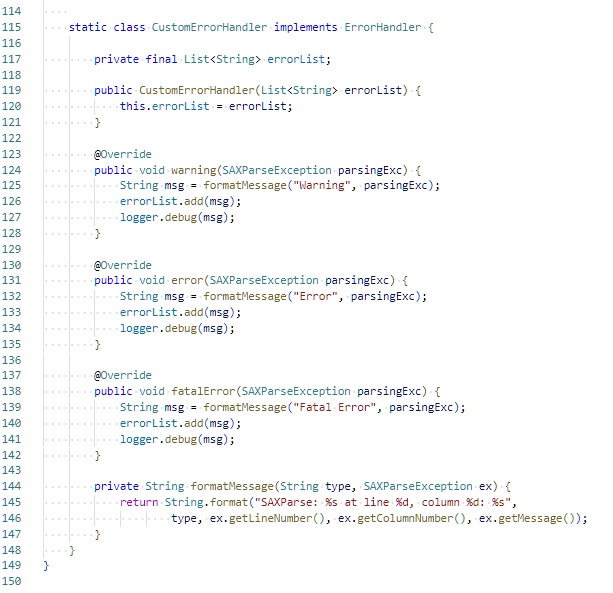 114
115 static class CustomErrorHandler implements ErrorHandler {
116
117 private final List<String> errorList;
118
119 public CustomErrorHandler(List<String> errorList) {
120 this.errorList = errorList;
121 }
122
123 @Override
124 public void warning(SAXParseException parsingExc) {
125 String msg = formatMessage("Warning", parsingExc);
126 errorList.add(msg);
127 logger.debug(msg);
128 }
129
130 @Override
131 public void error(SAXParseException parsingExc) {
132 String msg = formatMessage("Error", parsingExc);
133 errorList.add(msg);
134 logger.debug(msg);
135 }
136
137 @Override
138 public void fatalError(SAXParseException parsingExc) {
139 String msg = formatMessage("Fatal Error", parsingExc);
140 errorList.add(msg);
141 logger.debug(msg);
142 }
143
144 private String formatMessage(String type, SAXParseException ex) {
145 return String.format("SAXParse: %s at line %d, column %d: %s",
146 type, ex.getLineNumber(), ex.getColumnNumber(), ex.getMessage());
147 }
148 }
149 }
150